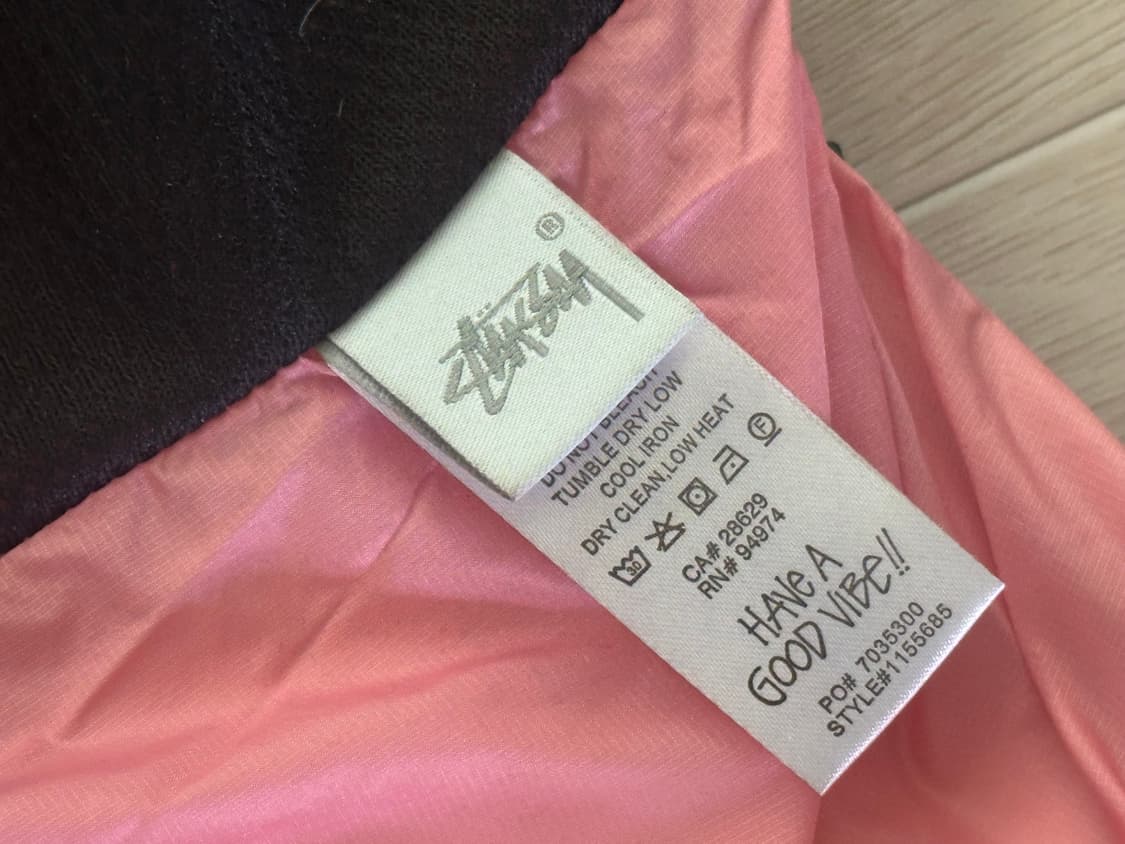 ®
Stüssy
DO NOT BLEACH
TUMBLE DRY LOW
COOL IRON
DRY CLEAN.LOW HEAT
30
F
CA# 28629
RN# 94974
HAVE A
GOOD VIBE!!
PO# 7035300
STYLE#1155685